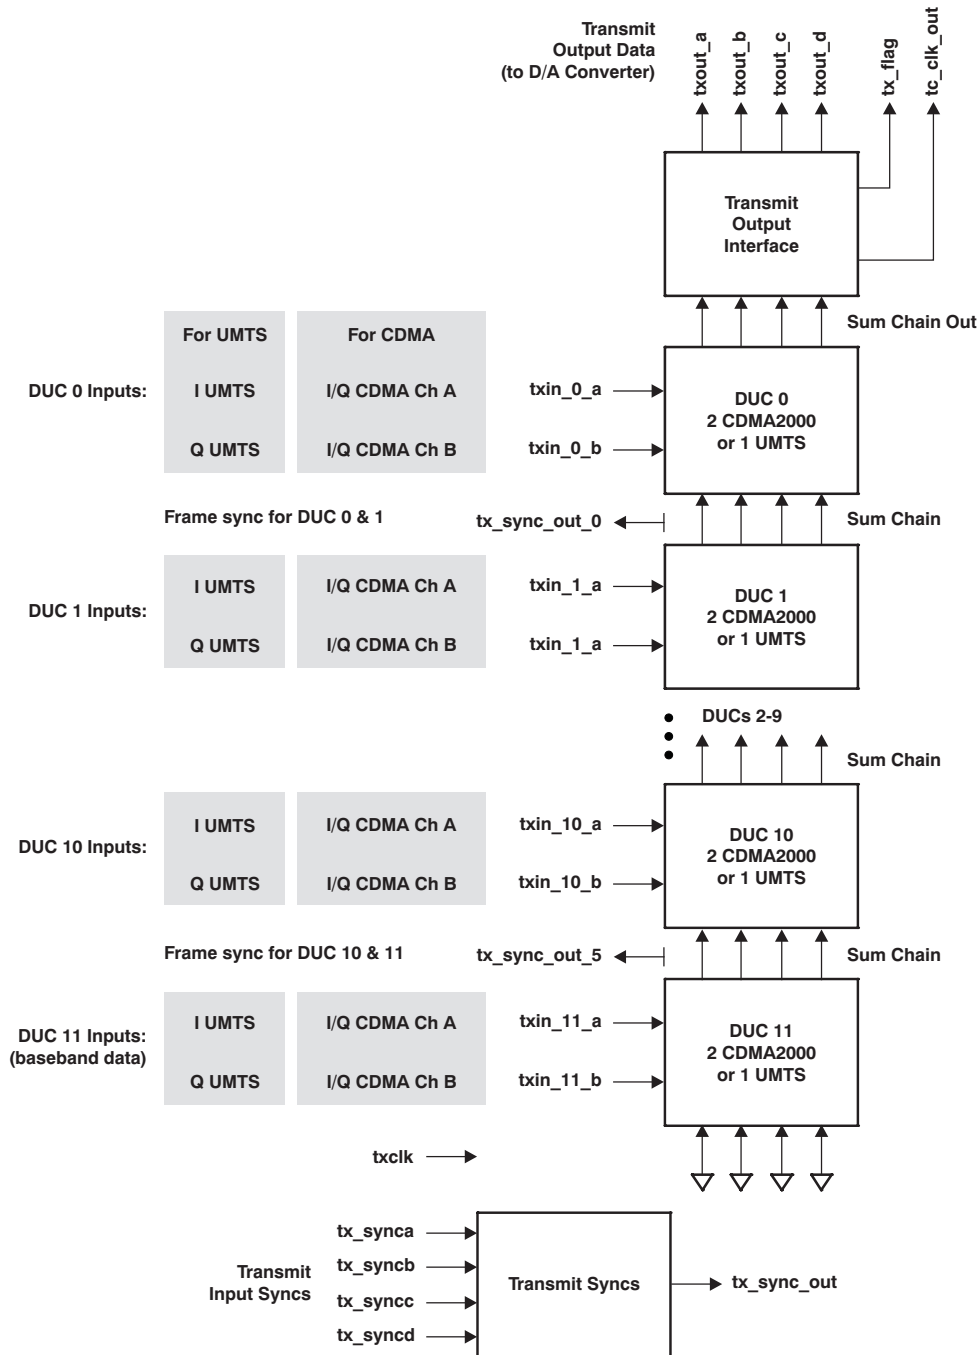 Transmit
Output Data
(to D/A Converter)
txout_a
txout_b
txout_c
txout_d
tx_flag
tc_clk_out
Transmit
Output
Interface
Sum Chain Out
For UMTS
For CDMA
DUC 0 Inputs:
I UMTS
I/Q CDMA Ch A
txin_0_a
Q UMTS
I/Q CDMA Ch B
txin_0_b
DUC 0
2 CDMA2000
or 1 UMTS
Frame sync for DUC 0 & 1
tx_sync_out_0
Sum Chain
DUC 1 Inputs:
I UMTS
I/Q CDMA Ch A
txin_1_a
Q UMTS
I/Q CDMA Ch B
txin_1_a
DUC 1
2 CDMA2000
or 1 UMTS
DUCs 2-9
Sum Chain
DUC 10 Inputs:
I UMTS
I/Q CDMA Ch A
txin_10_a
Q UMTS
I/Q CDMA Ch B
txin_10_b
DUC 10
2 CDMA2000
or 1 UMTS
Frame sync for DUC 10 & 11
tx_sync_out_5
Sum Chain
DUC 11 Inputs:
(baseband data)
I UMTS
I/Q CDMA Ch A
txin_11_a
Q UMTS
I/Q CDMA Ch B
txin_11_b
DUC 11
2 CDMA2000
or 1 UMTS
txclk
Transmit
Input Syncs
tx_synca
tx_syncb
tx_syncc
tx_syncd
Transmit Syncs
tx_sync_out